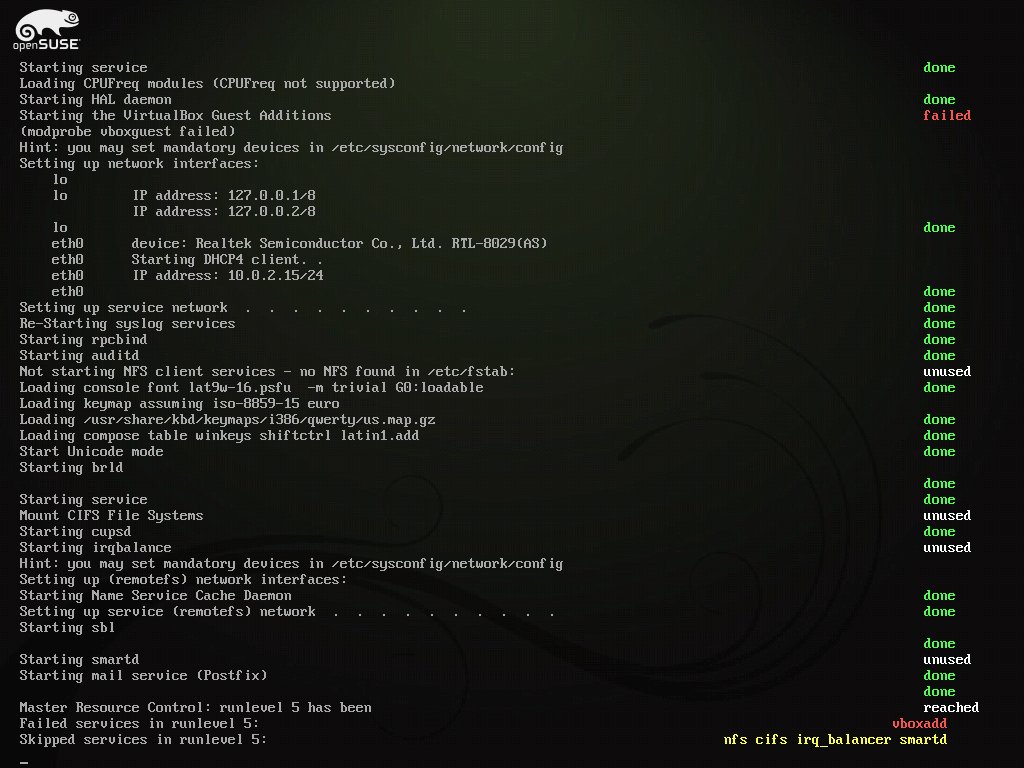 openSUSE
Starting service done
Loading CPUFreq modules (CPUFreq not supported)
Starting HAL daemon done
Starting the VirtualBox Guest Additions failed
(modprobe vboxguest failed)
Hint: you may set mandatory devices in /etc/sysconfig/network/config
Setting up network interfaces:
lo
lo IP address: 127.0.0.1/8
IP address: 127.0.0.2/8
lo done
eth0 device: Realtek Semiconductor Co., Ltd. RTL-8029(AS)
eth0 Starting DHCP4 client. .
eth0 IP address: 10.0.2.15/24
eth0 done
Setting up service network . . . . . . . . . . done
Re-Starting syslog services done
Starting rpcbind done
Starting auditd done
Not starting NFS client services - no NFS found in /etc/fstab: unused
Loading console font lat9w-16.psfu -m trivial G0:loadable done
Loading keymap assuming iso-8859-15 euro
Loading /usr/share/kbd/keymaps/i386/qwerty/us.map.gz done
Loading compose table winkeys shiftctrl latin1.add done
Start Unicode mode done
Starting brld
done
Starting service done
Mount CIFS File Systems unused
Starting cupsd done
Starting irqbalance unused
Hint: you may set mandatory devices in /etc/sysconfig/network/config
Setting up (remotefs) network interfaces:
Starting Name Service Cache Daemon done
Setting up service (remotefs) network . . . . . . . . . . done
Starting sbl
done
Starting smartd unused
Starting mail service (Postfix) done
done
Master Resource Control: runlevel 5 has been reached
Failed services in runlevel 5: vboxadd
Skipped services in runlevel 5: nfs cifs irq_balancer smartd
_